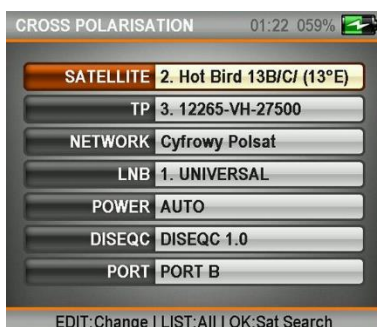 CROSS POLARISATION 01:22 059%
SATELLITE 2. Hot Bird 13B/C/ (13°E)
TP 3. 12265-VH-27500
NETWORK Cyfrowy Polsat
LNB 1. UNIVERSAL
POWER AUTO
DISEQC DISEQC 1.0
PORT PORT B
EDIT:Change | LIST:All | OK:Sat Search